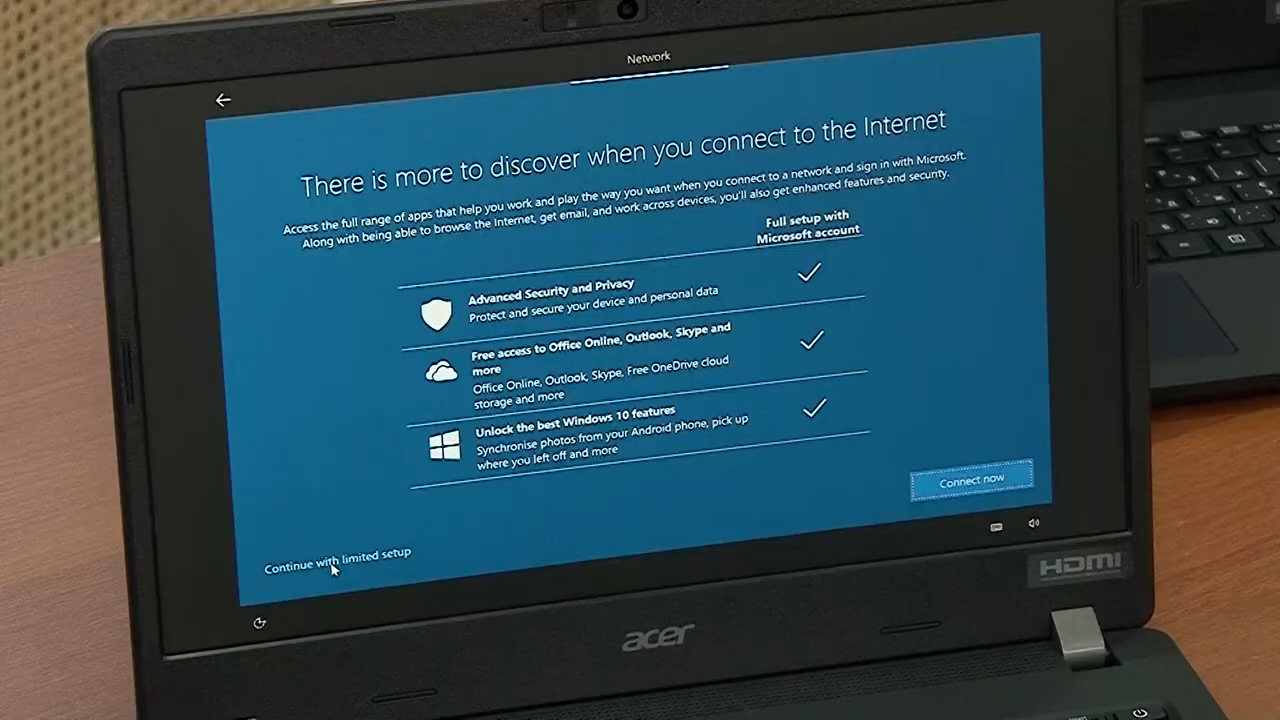 Network
There is more to discover when you connect to the Internet
Access the full range of apps that help you work and play the way you want when you connect to a network and sign in with Microsoft.
Along with being able to browse the Internet, get email, and work across devices, you'll also get enhanced features and security.
Full setup with
Microsoft account
Advanced Security and Privacy
Protect and secure your device and personal data
Free access to Office Online, Outlook, Skype and
more
Office Online, Outlook, Skype, Free OneDrive cloud
storage and more
Unlock the best Windows 10 features
Synchronise photos from your Android phone, pick up
where you left off and more
Connect now
Continue with limited setup
HDMI
acer